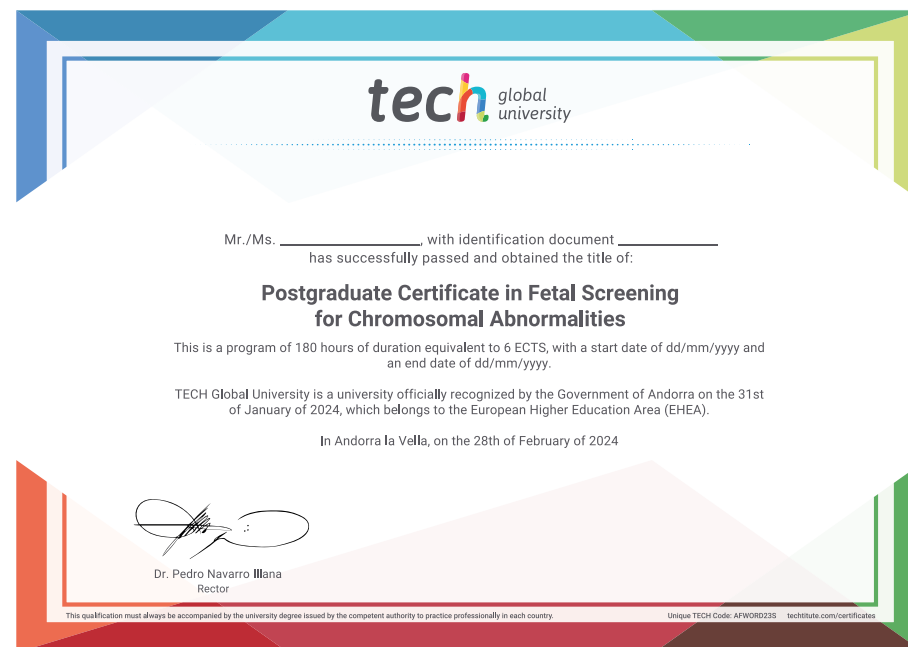 tech global university
Mr./Ms. ____________________, with identification document ______________
has successfully passed and obtained the title of:
Postgraduate Certificate in Fetal Screening
for Chromosomal Abnormalities
This is a program of 180 hours of duration equivalent to 6 ECTS, with a start date of dd/mm/yyyy and
an end date of dd/mm/yyyy.
TECH Global University is a university officially recognized by the Government of Andorra on the 31st
of January of 2024, which belongs to the European Higher Education Area (EHEA).
In Andorra la Vella, on the 28th of February of 2024
Dr. Pedro Navarro Illana
Rector
This qualification must always be accompanied by the university degree issued by the competent authority to practice professionally in each country.
Unique TECH Code: AFWORD23S techtitute.com/certificates